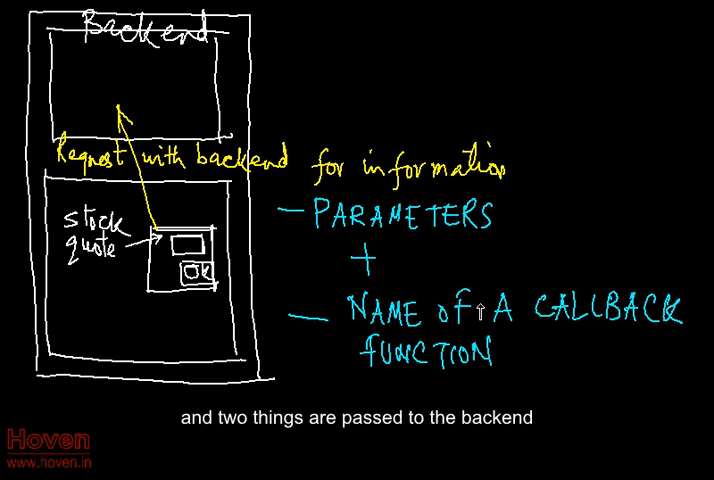 Backend
Request with backend for information
stock
quote
OK
- PARAMETERS
+
- NAME OF A CALLBACK
FUNCTION
and two things are passed to the backend
Hoven
www.hoven.in